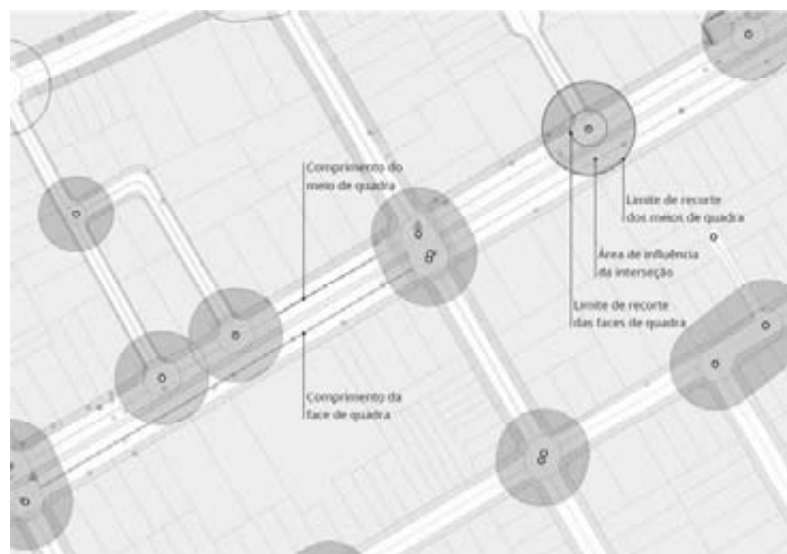 Comprimento do
meio de quadra
Limite de recorte
dos meios de quadra
Área de influência
da interseção
Limite de recorte
das faces de quadra
Comprimento da
face de quadra